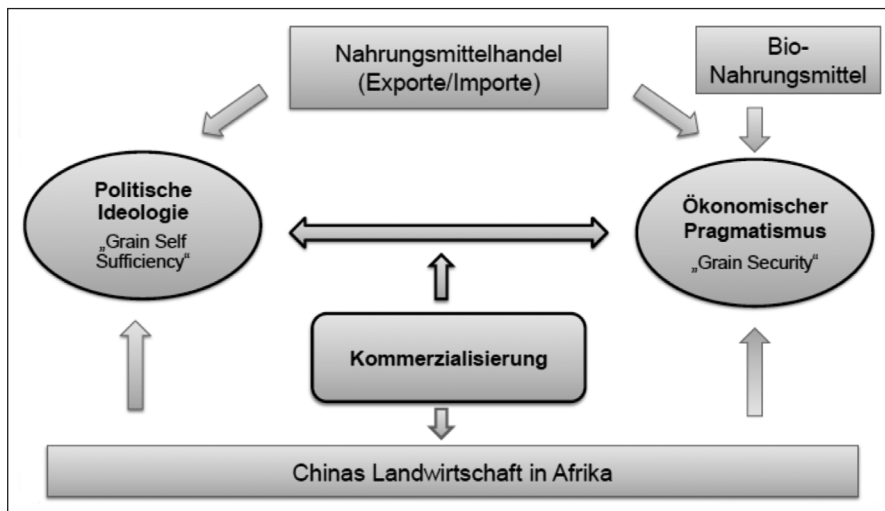 Nahrungsmittelhandel
(Exporte/Importe)
Bio-
Nahrungsmittel
Politische
Ideologie
„Grain Self
Sufficiency“
Ökonomischer
Pragmatismus
„Grain Security“
Kommerzialisierung
Chinas Landwirtschaft in Afrika